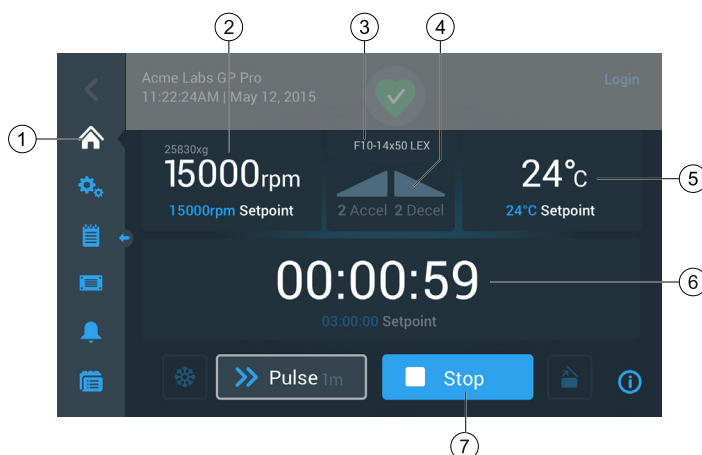 2
3
4
Acme Labs GP Pro
Login
11:22:24AM | May 12, 2015
1
25830xg
F10-14x50 LEX
15000rpm
24°C
5
15000rpm Setpoint
2 Accel 2 Decel
24°C Setpoint
00:00:59
6
03:00:00 Setpoint
Pulse 1m
Stop
7